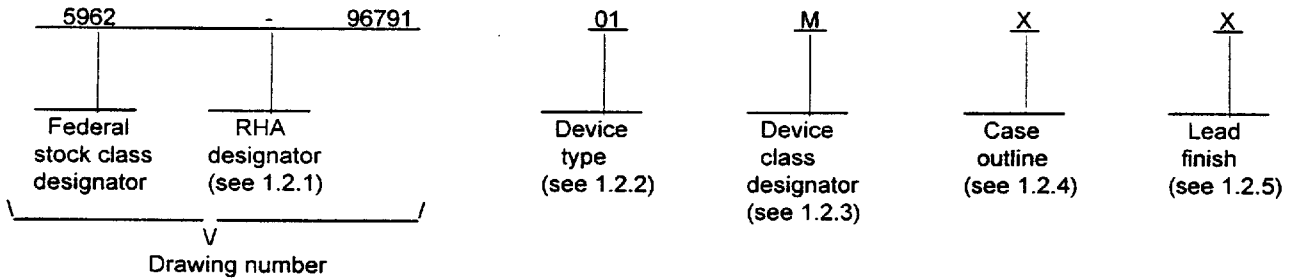 5962 - 96791 01 M X X
Federal stock class designator
RHA designator (see 1.2.1)
Device type (see 1.2.2)
Device class designator (see 1.2.3)
Case outline (see 1.2.4)
Lead finish (see 1.2.5)
\ / 
V
Drawing number